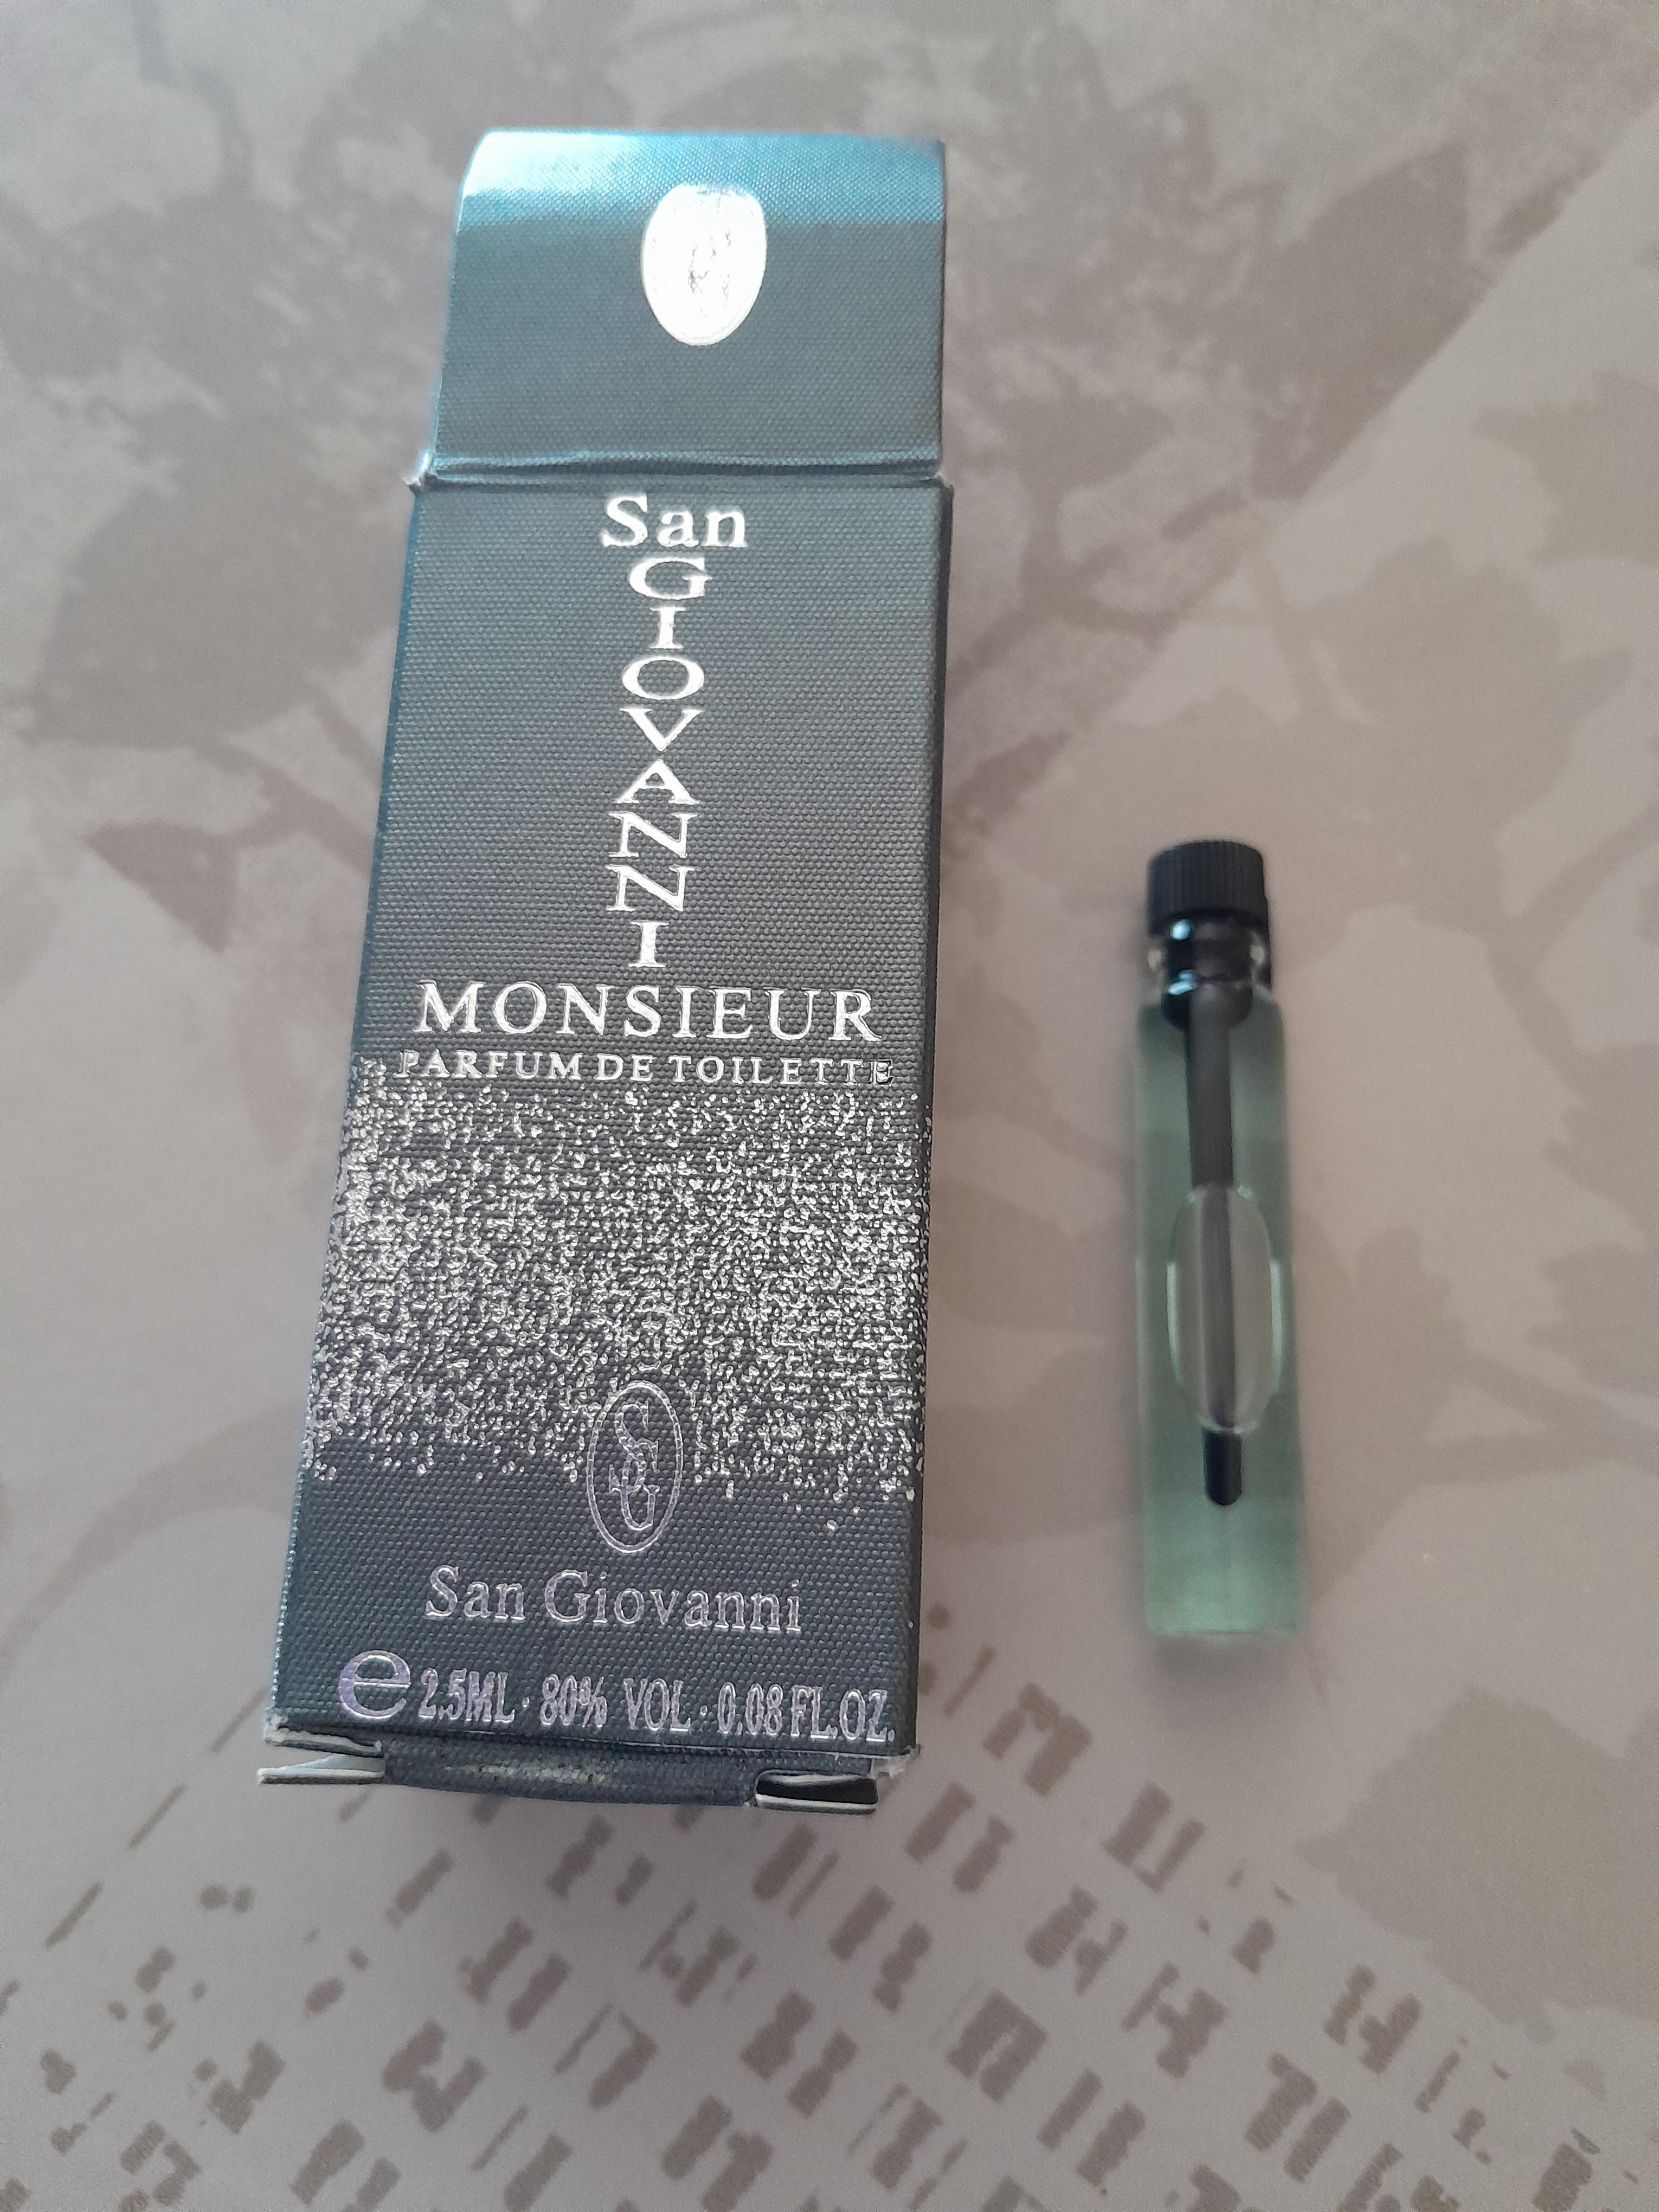 San
GIOVANNI
MONSIEUR
PARFUM DE TOILETTE
SG
San Giovanni
e 2.5ML · 80% VOL · 0.08 FL.OZ.